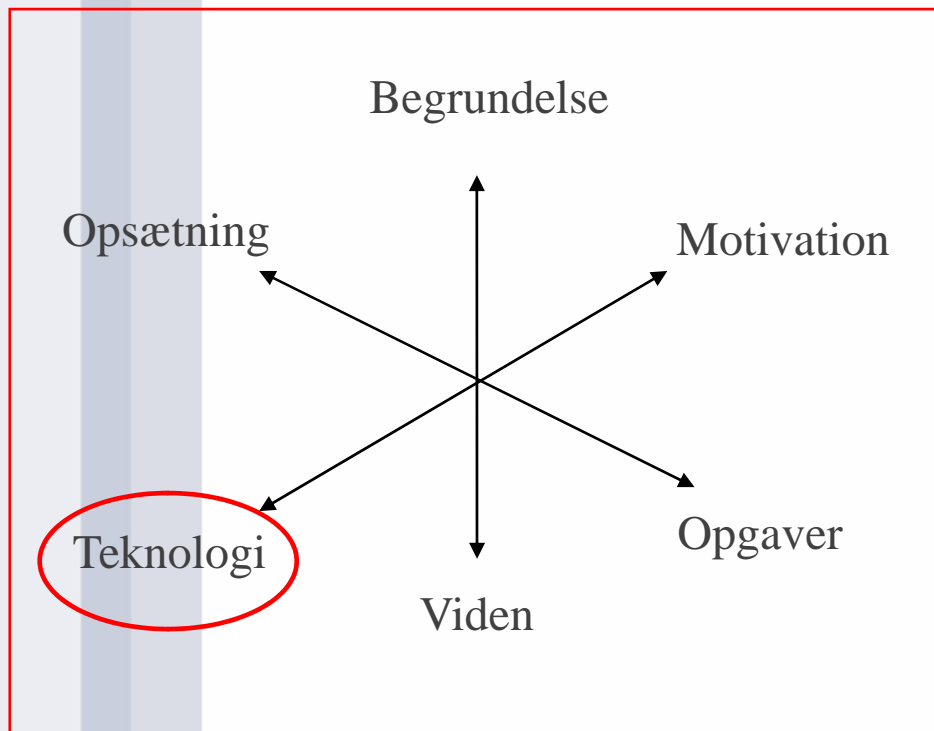 Begrundelse
Opsætning
Motivation
Teknologi
Opgaver
Viden